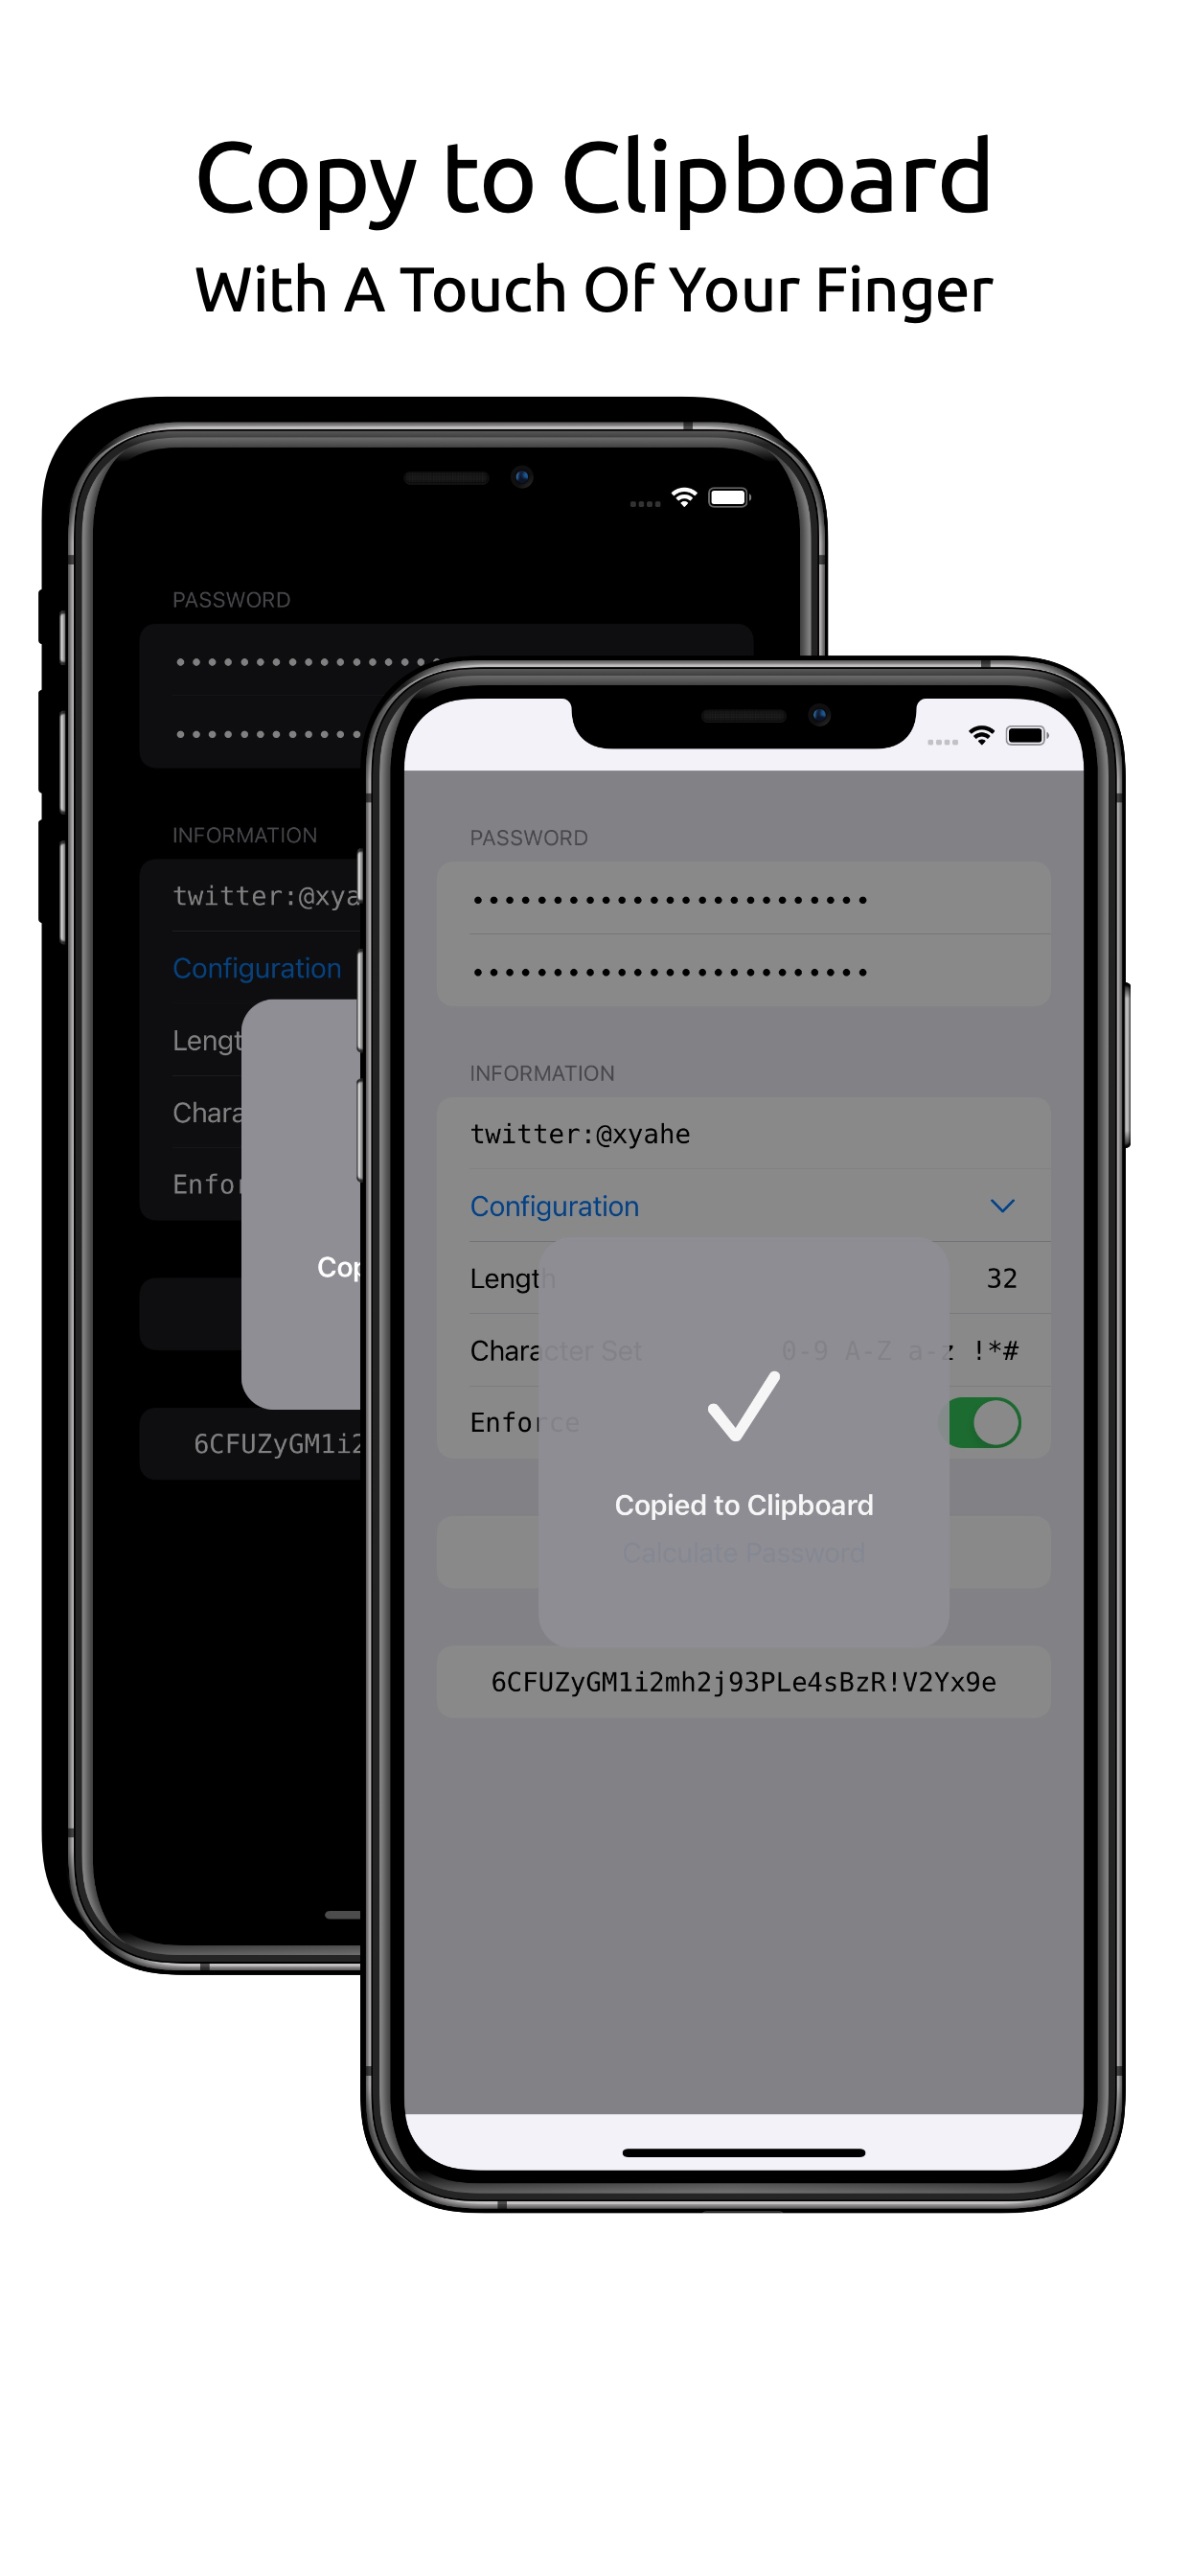 Copy to Clipboard
With A Touch Of Your Finger
PASSWORD
INFORMATION
twitter:@xya
Configuration
Lengt
Chara
Enfor
Cop
6CFUZyGM1i2
PASSWORD
INFORMATION
twitter:@xyahe
Configuration
Length 32
Character Set 0-9 A-Z a-z !*#
Enforce
Copied to Clipboard
Calculate Password
6CFUZyGM1i2mh2j93PLe4sBzR!V2Yx9e